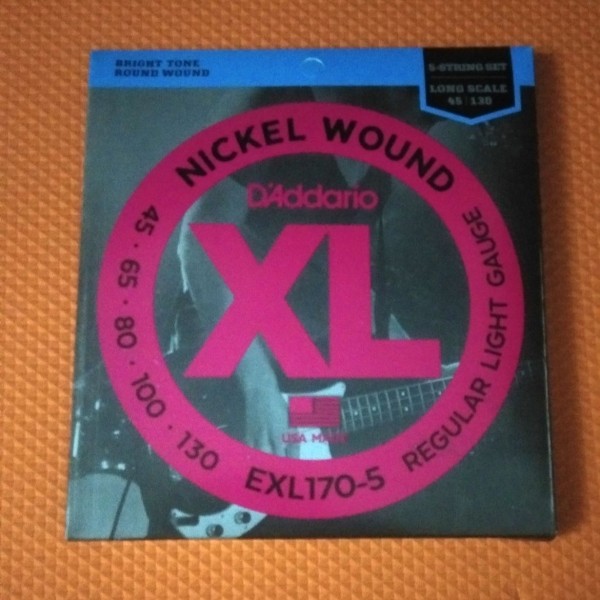 BRIGHT TONE
ROUND WOUND
5-STRING SET
LONG SCALE
45 | 130
NICKEL WOUND
D'Addario
XL
45 · 65 · 80 · 100 · 130
USA MADE
EXL170-5
REGULAR LIGHT GAUGE